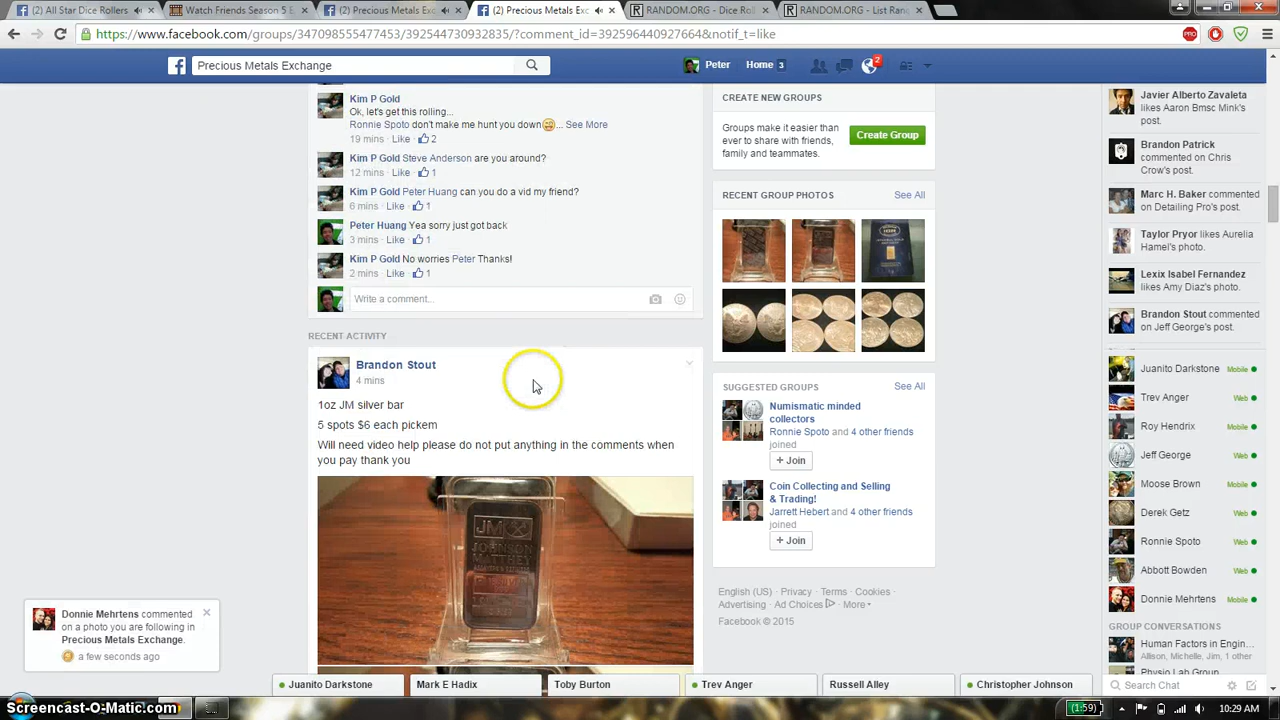 (2) All Star Dice Rollers
Watch Friends Season 5 E
(2) Precious Metals Exc
(2) Precious Metals Exc
RANDOM.ORG - Dice Rol
RANDOM.ORG - List Ran
https://www.facebook.com/groups/347098555477453/392544730932835/?comment_id=392596440927664&notif_t=like
PRO
Precious Metals Exchange
Peter
Home 3
2
Kim P Gold
Ok, let's get this rolling...
Ronnie Spoto don't make me hunt you down ... See More
19 mins · Like · 2
Kim P Gold Steve Anderson are you around?
12 mins · Like · 1
Kim P Gold Peter Huang can you do a vid my friend?
6 mins · Like · 1
Peter Huang Yea sorry just got back
3 mins · Like · 1
Kim P Gold No worries Peter Thanks!
2 mins · Like · 1
Write a comment...
RECENT ACTIVITY
Brandon Stout
4 mins
1oz JM silver bar
5 spots $6 each pickem
Will need video help please do not put anything in the comments when
you pay thank you
JM
JOHNSON
MATTHEY
CREATE NEW GROUPS
Groups make it easier than
ever to share with friends,
family and teammates.
Create Group
RECENT GROUP PHOTOS
See All
SUGGESTED GROUPS
See All
Numismatic minded
collectors
Ronnie Spoto and 4 other friends
joined
+ Join
Coin Collecting and Selling
& Trading!
Jarrett Hebert and 4 other friends
joined
+ Join
English (US) · Privacy · Terms · Cookies ·
Advertising · Ad Choices · More
Facebook © 2015
Javier Alberto Zavaleta
likes Aaron Bmsc Mink's
post.
Brandon Patrick
commented on Chris
Crow's post.
Marc H. Baker commented
on Detailing Pro's post.
Taylor Pryor likes Aurelia
Hamel's photo.
Lexix Isabel Fernandez
likes Amy Diaz's photo.
Brandon Stout commented
on Jeff George's post.
Juanito Darkstone Mobile
Trev Anger Web
Roy Hendrix Mobile
Jeff George Web
Moose Brown Mobile
Derek Getz Web
Ronnie Spoto Web
Abbott Bowden Web
Donnie Mehrtens Mobile
GROUP CONVERSATIONS
Human Factors in Engin...
Allison, Michelle, Jim, 1 other
Physio Lab Group
Search Chat
Donnie Mehrtens commented
on a photo you are following in
Precious Metals Exchange.
a few seconds ago
Juanito Darkstone
Mark E Hadix
Toby Burton
Trev Anger
Russell Alley
Christopher Johnson
Screencast-O-Matic.com
(1:59)
10:29 AM